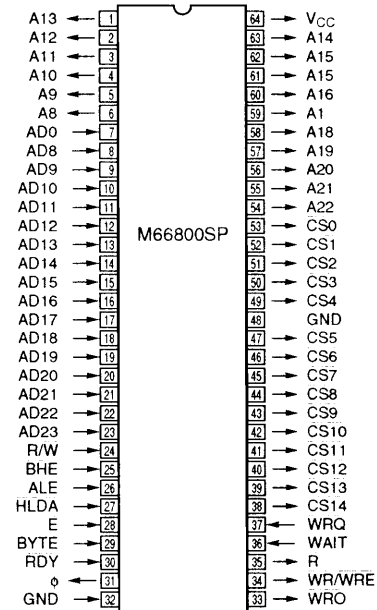 A13 1 64 VCC
A12 2 63 A14
A11 3 62 A15
A10 4 61 A15
A9 5 60 A16
A8 6 59 A1
AD0 7 58 A18
AD8 8 57 A19
AD9 9 56 A20
AD10 10 55 A21
AD11 11 54 A22
AD12 12 53 CS0
M66800SP
AD13 13 52 CS1
AD14 14 51 CS2
AD15 15 50 CS3
AD16 16 49 CS4
AD17 17 48 GND
AD18 18 47 CS5
AD19 19 46 CS6
AD20 20 45 CS7
AD21 21 44 CS8
AD22 22 43 CS9
AD23 23 42 CS10
R/W 24 41 CS11
BHE 25 40 CS12
ALE 26 39 CS13
HLDA 27 38 CS14
E 28 37 WRQ
BYTE 29 36 WAIT
RDY 30 35 R
ϕ 31 34 WR/WRE
GND 32 33 WRO